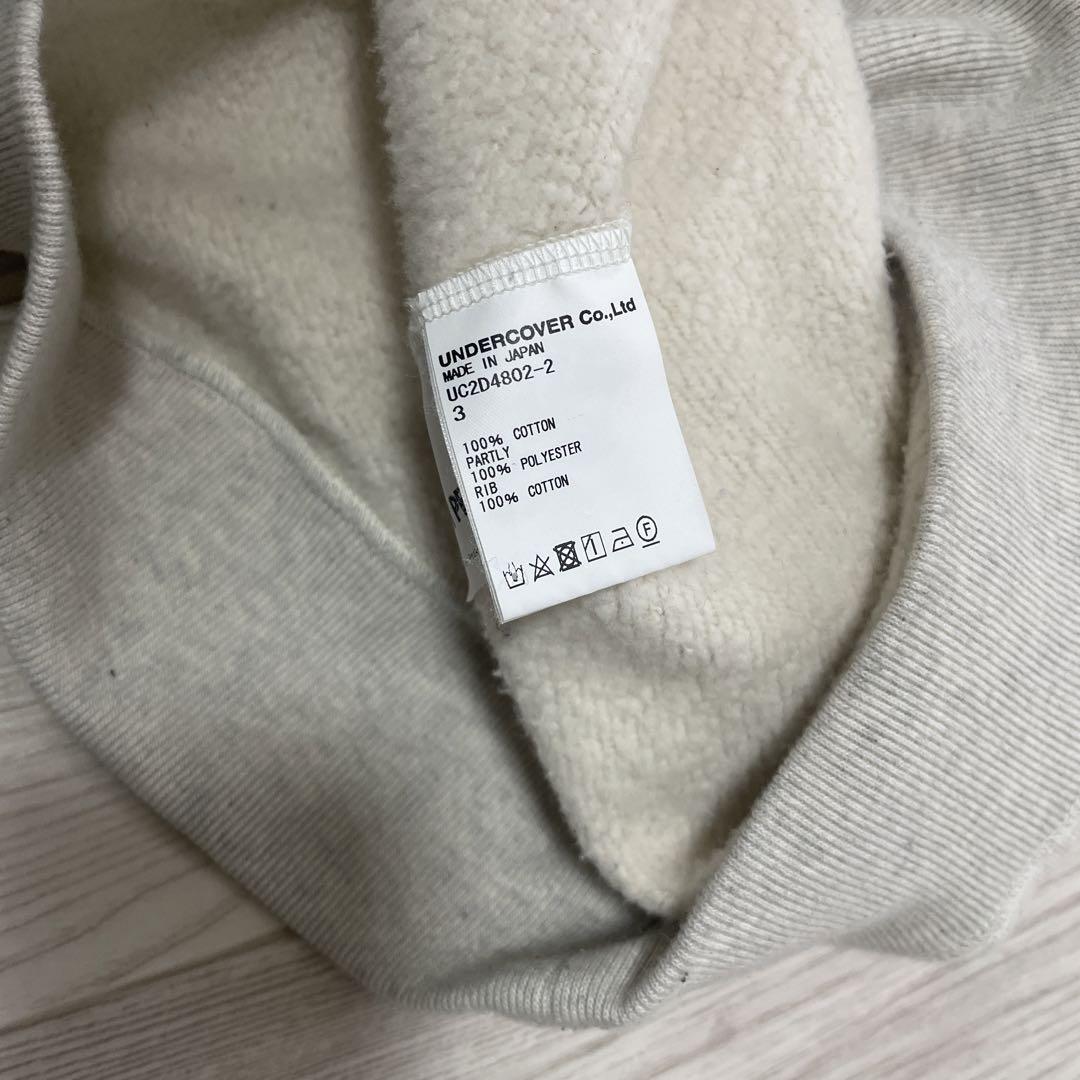 UNDERCOVER Co.,Ltd
MADE IN JAPAN
UC2D4802-2
3
100% COTTON
PARTLY
100% POLYESTER
RIB
100% COTTON
F